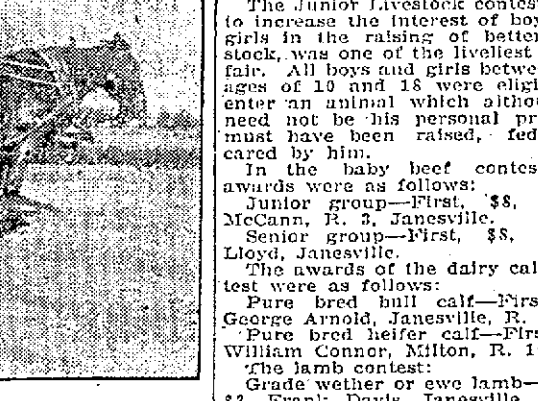 The Junior Livestock contes
to increase the interest of boy
girls in the raising of better
stock, was one of the liveliest
fair. All boys and girls betwe
ages of 10 and 18 were eligi
enter an animal which altho
need not be his personal pr
must have been raised, fed
cared by him.
In the baby beef contes
awards were as follows:
Junior group—First, $8,
McCann, R. 3, Janesville.
Senior group—First, $8,
Lloyd, Janesville.
The awards of the dairy cal
test were as follows:
Pure bred bull calf—Firs
George Arnold, Janesville, R.
Pure bred heifer calf—Firs
William Connor, Milton, R. 1
The lamb contest:
Grade wether or ewe lamb—
Frank Davis, Janesville